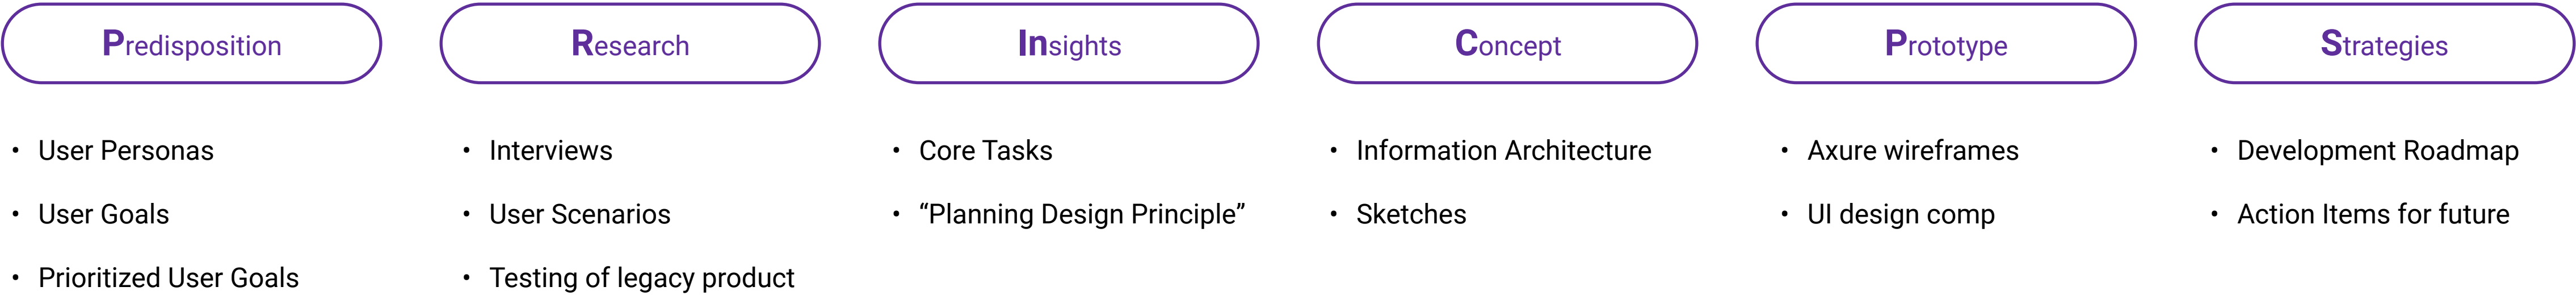 Predisposition
• User Personas
• User Goals
• Prioritized User Goals
Research
• Interviews
• User Scenarios
• Testing of legacy product
Insights
• Core Tasks
• “Planning Design Principle”
Concept
• Information Architecture
• Sketches
Prototype
• Axure wireframes
• UI design comp
Strategies
• Development Roadmap
• Action Items for future